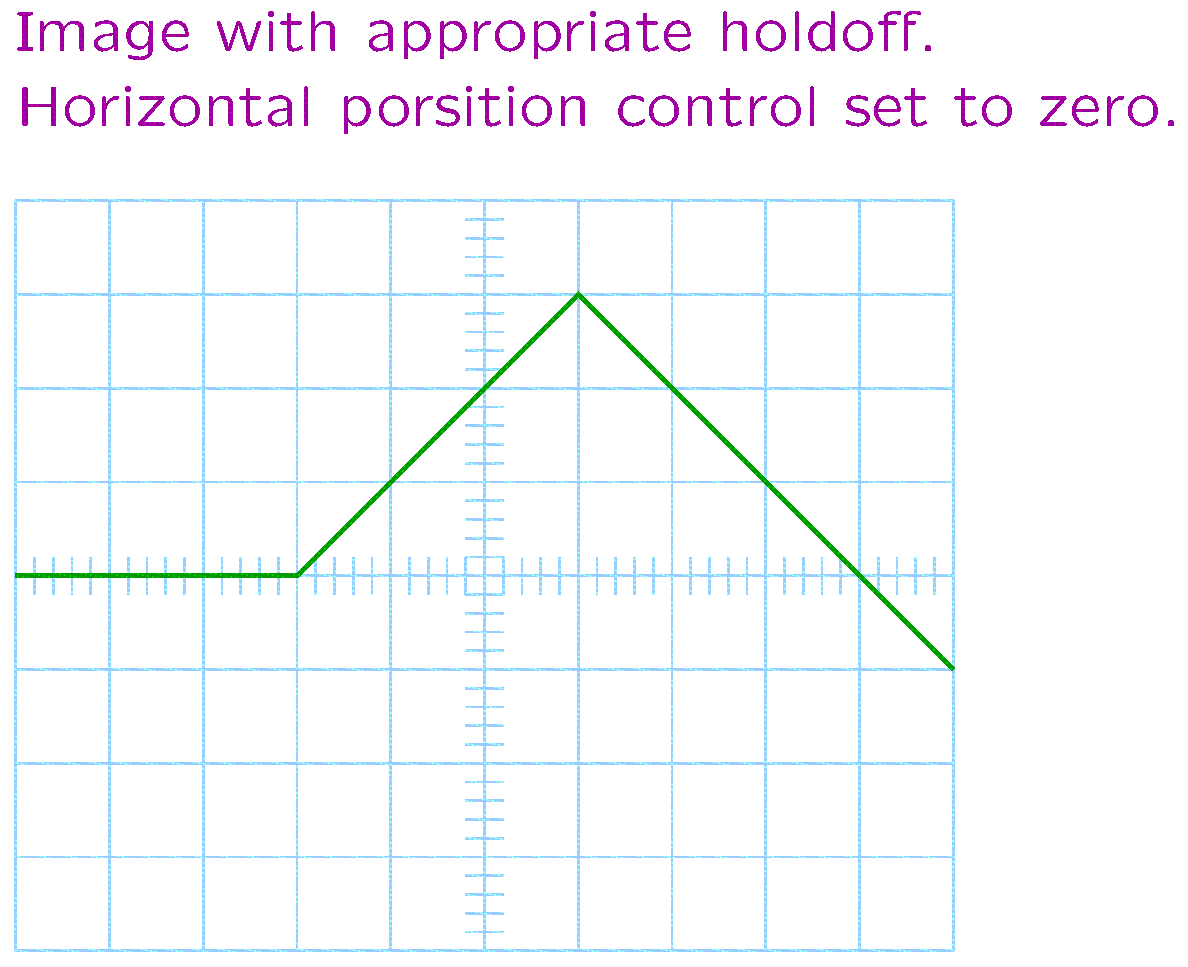 Image with appropriate holdoff.
Horizontal porsition control set to zero.